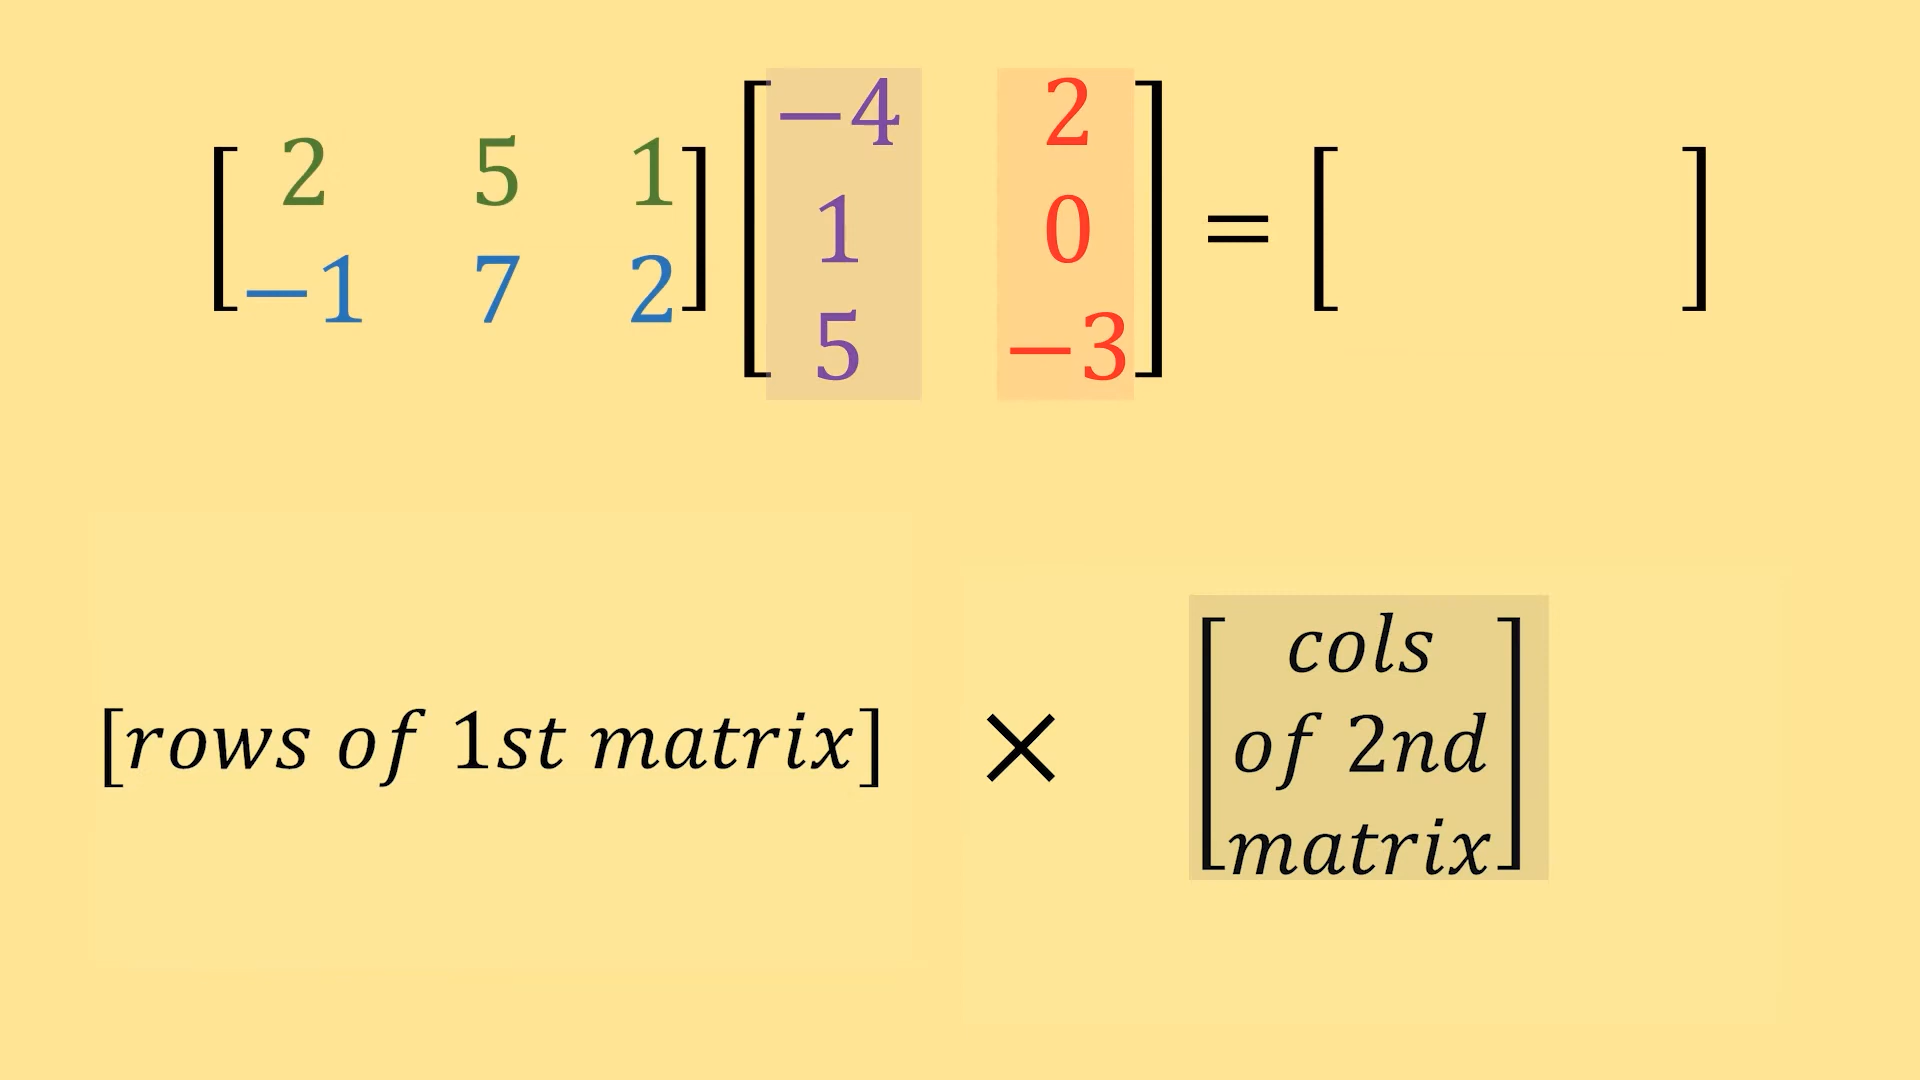 [2 5 1 −1 7 2] [−4 2 1 0 5 −3] = [ ]
[rows of 1st matrix] × [cols of 2nd matrix]